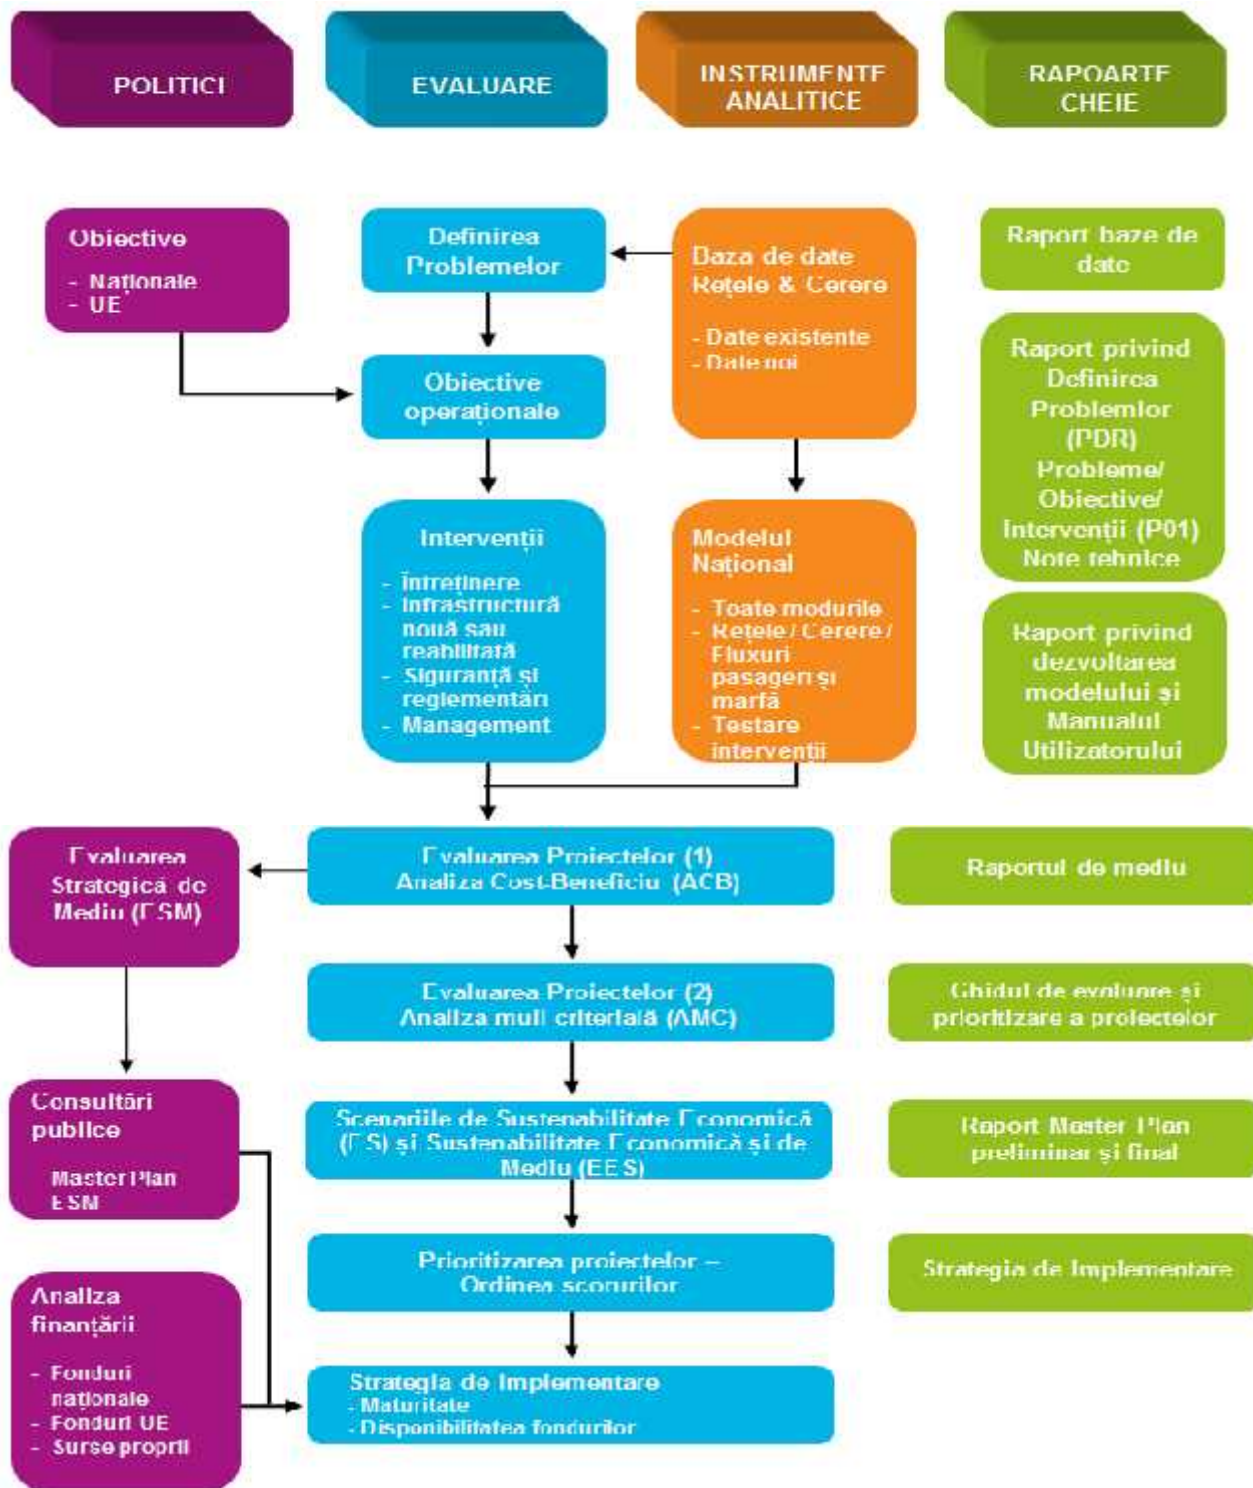 POLITICI
EVALUARE
INSTRUMENTE
ANALITICE
RAPOARTE
CHEIE
Obiective
- Naționale
- UE
Definirea
Problemelor
Baza de date
Rețele & Cerere
- Date existente
- Date noi
Raport baze de
date
Obiective
operaționale
Raport privind
Definirea
Problemlor
(PDR)
Probleme/
Obiective/
Intervenții (P01)
Note tehnice
Intervenții
- Întreținere
- Infrastructură
nouă sau
reabilitată
- Siguranță și
reglementări
- Management
Modelul
Național
- Toate modurile
- Rețele / Cerere /
Fluxuri
pasageri și
marfă
- Testare
intervenții
Raport privind
dezvoltarea
modelului și
Manualul
Utilizatorului
Evaluarea
Strategică de
Mediu (ESM)
Evaluarea Proiectelor (1)
Analiza Cost-Beneficiu (ACB)
Raportul de mediu
Evaluarea Proiectelor (2)
Analiza muli criterială (AMC)
Ghidul de evaluare și
prioritizare a proiectelor
Consultări
publice
Master Plan
ESM
Scenariile de Sustenabilitate Economică
(ES) și Sustenabilitate Economică și de
Mediu (EES)
Raport Master Plan
preliminar și final
Prioritizarea proiectelor –
Ordinea scorurilor
Strategia de Implementare
Analiza
finanțării
- Fonduri
naționale
- Fonduri UE
- Surse proprii
Strategia de Implementare
- Maturitate
- Disponibilitatea fondurilor